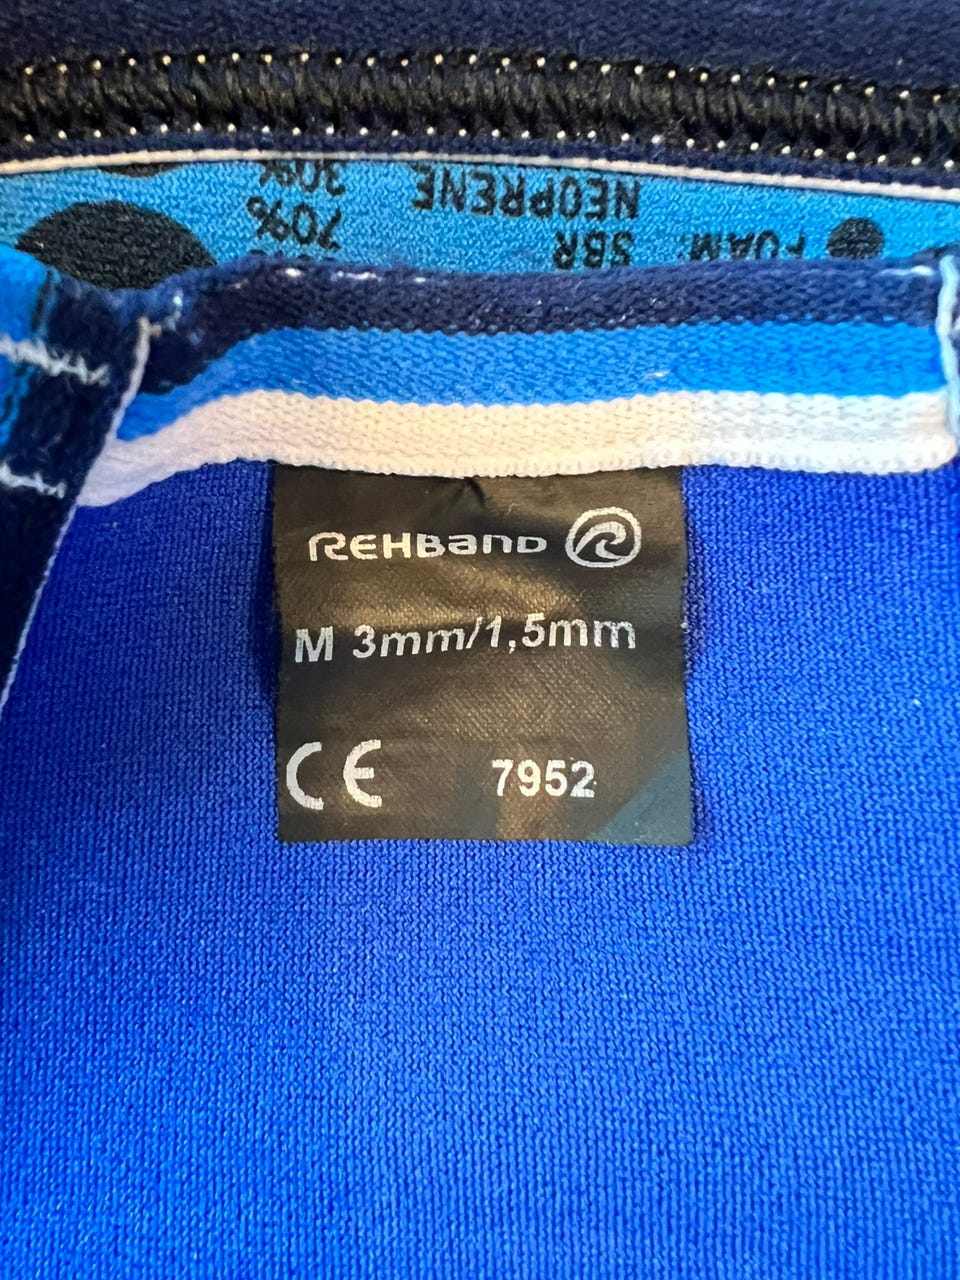 FOAM: SBR 70%
NEOPRENE 30%
REHBAND
M 3mm/1,5mm
CE 7952